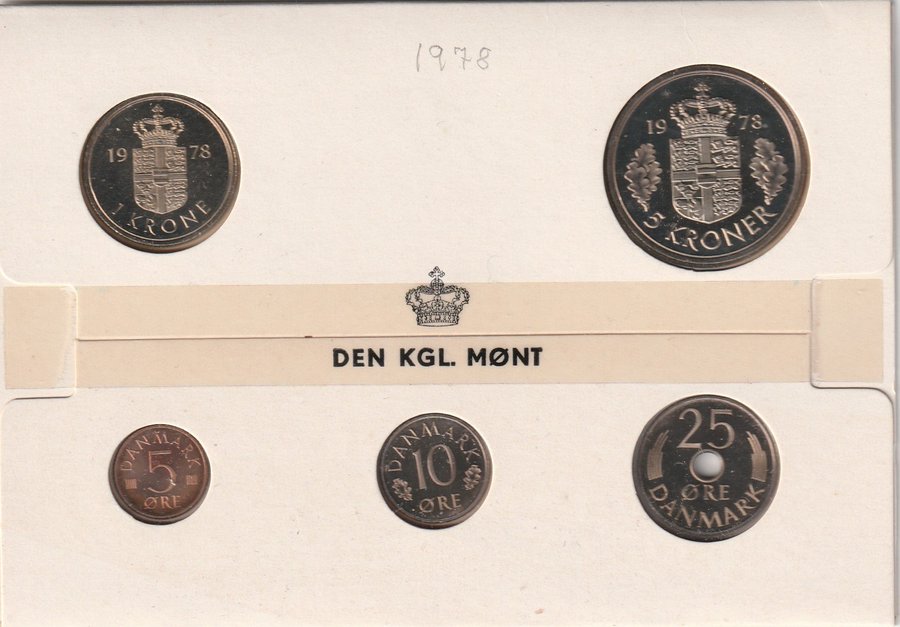 1978
19 78
1 KRONE
19 78
5 KRONER
DEN KGL. MØNT
DANMARK
5
ØRE
DANMARK
10
ØRE
25
ØRE
DANMARK